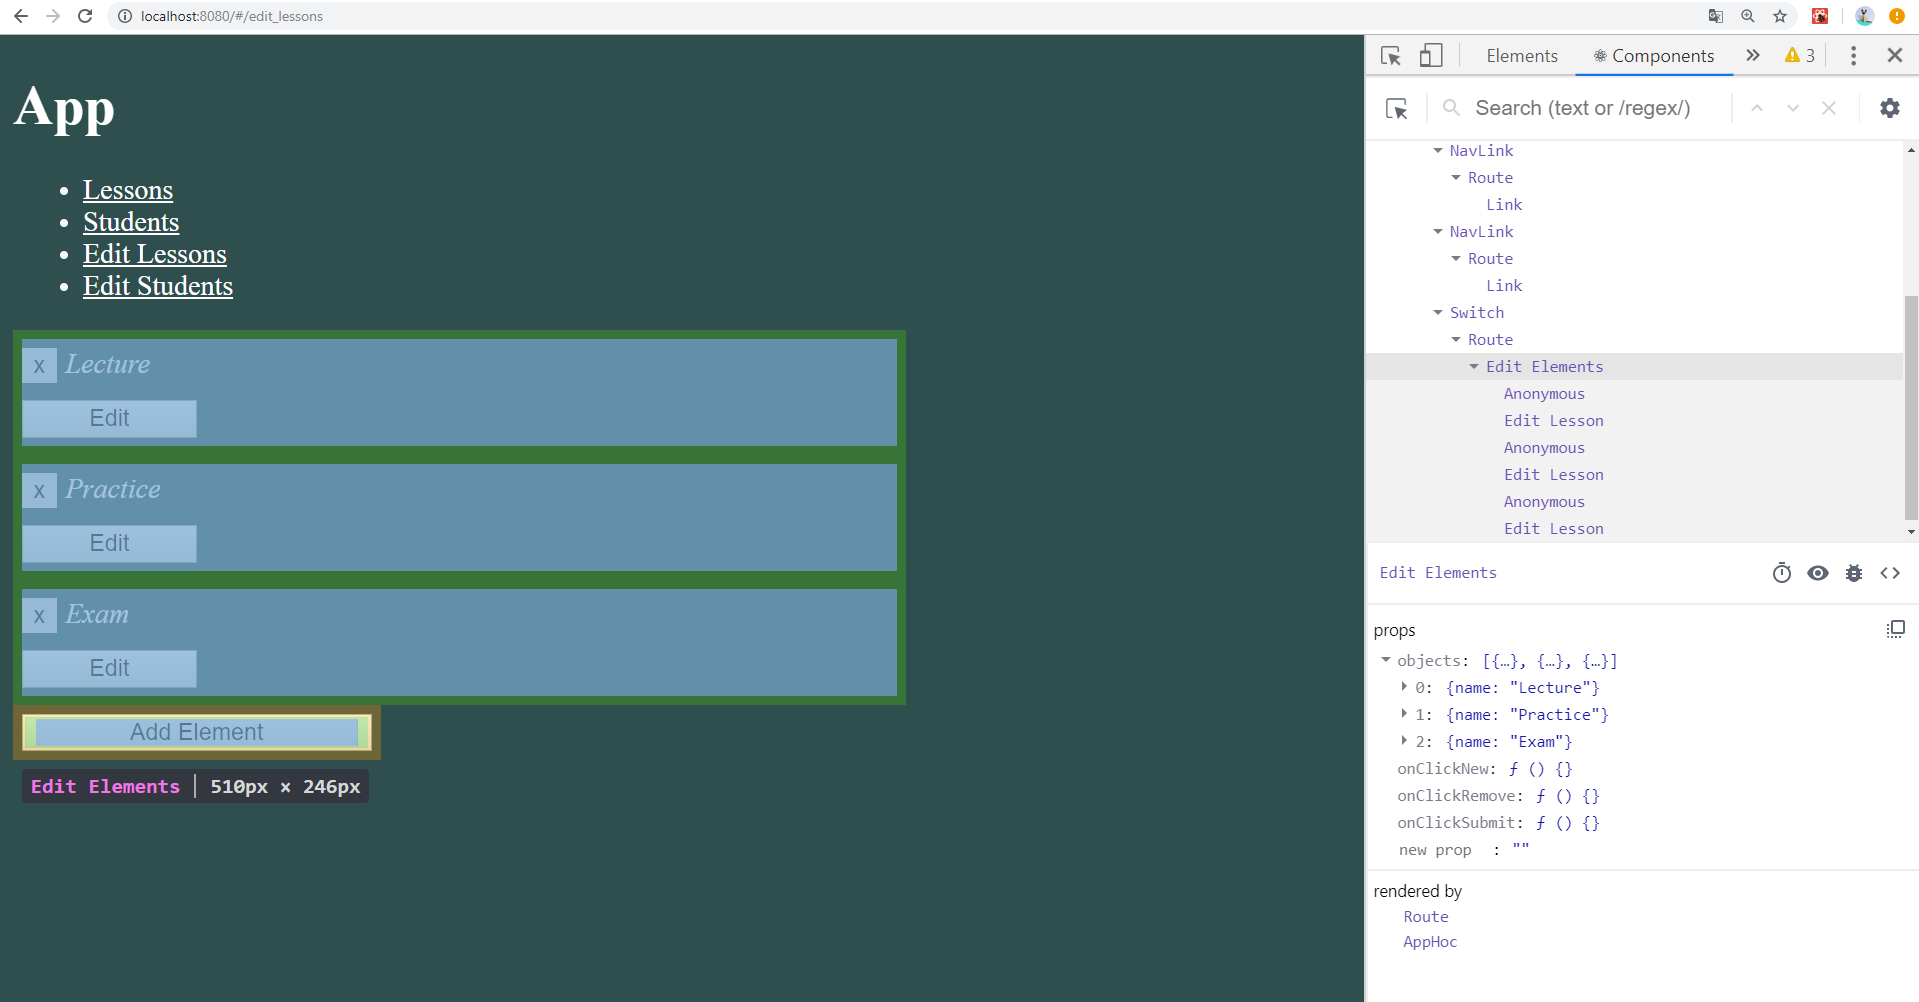 localhost:8080/#/edit_lessons
App
Lessons
Students
Edit Lessons
Edit Students
x Lecture
Edit
x Practice
Edit
x Exam
Edit
Add Element
Edit Elements | 510px × 246px
Elements Components » 3
Search (text or /regex/)
NavLink
Route
Link
NavLink
Route
Link
Switch
Route
Edit Elements
Anonymous
Edit Lesson
Anonymous
Edit Lesson
Anonymous
Edit Lesson
Edit Elements
props
objects: [{…}, {…}, {…}]
0: {name: "Lecture"}
1: {name: "Practice"}
2: {name: "Exam"}
onClickNew: ƒ () {}
onClickRemove: ƒ () {}
onClickSubmit: ƒ () {}
new prop : ""
rendered by
Route
AppHoc